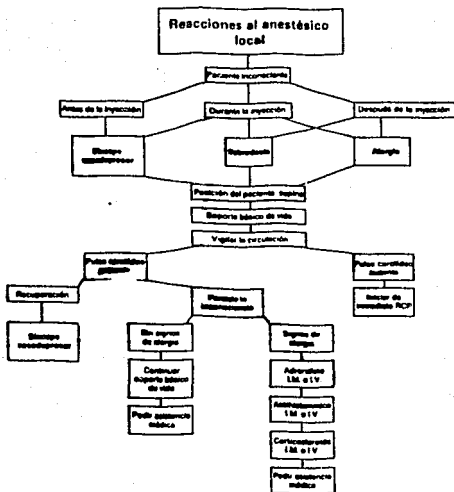 Reacciones al anestésico
local
Paciente inconsciente
Antes de la inyección
Durante la inyección
Después de la inyección
Síncope
vasodepresor
Sobredosis
Alergia
Posición del paciente supina
Soporte básico de vida
Vigilar la circulación
Pulso carotídeo
Pulso carotídeo
Recuperación
Iniciar de
inmediato RCP
Síncope
vasodepresor
Persiste la
inconsciencia
Sin signos
de alergia
Signos de
alergia
Continuar
soporte básico
de vida
Adrenalina
I.M. o I.V.
Pedir asistencia
médica
Antihistamínico
I.M. o I.V.
Corticosteroide
I.M. o I.V.
Pedir asistencia
médica